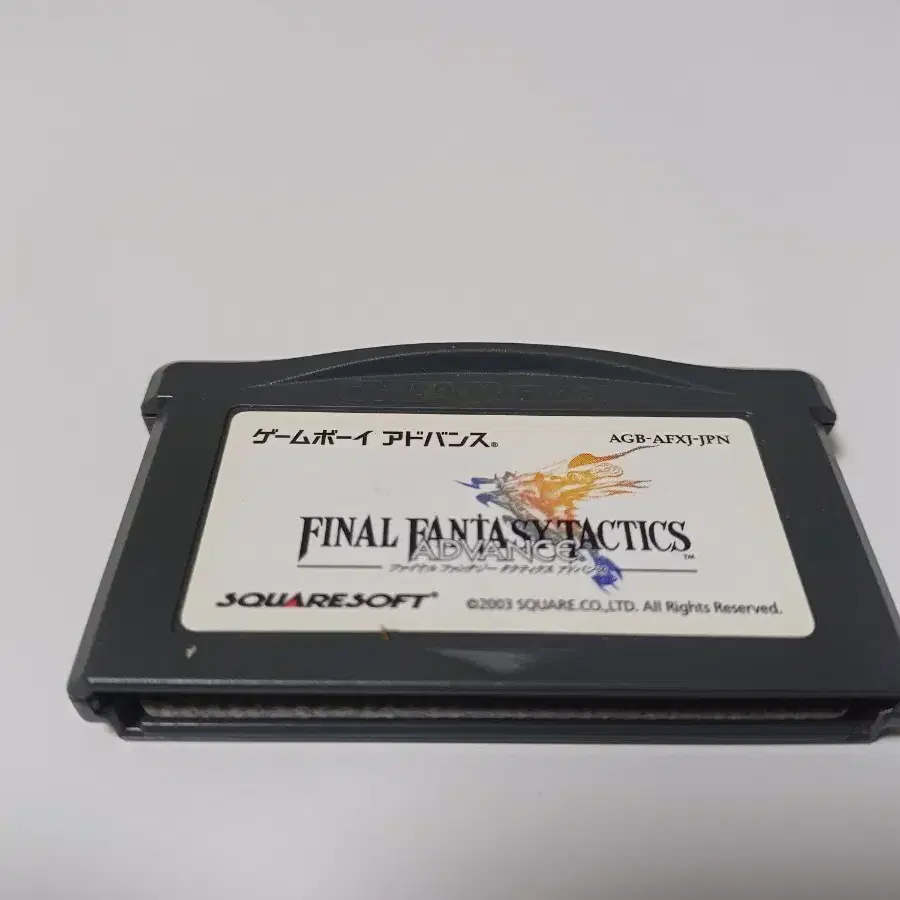 ゲームボーイ アドバンス®
AGB-AFXJ-JPN
FINAL FANTASY TACTICS™
ADVANCE
ファイナル ファンタジー タクティクス アドバンス
SQUARESOFT®
©2003 SQUARE CO.,LTD. All Rights Reserved.